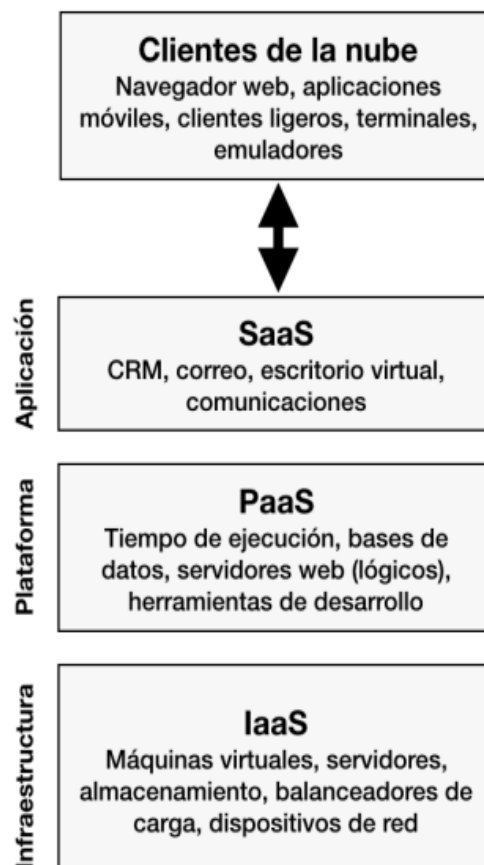 Clientes de la nube
Navegador web, aplicaciones
móviles, clientes ligeros, terminales,
emuladores
Aplicación
SaaS
CRM, correo, escritorio virtual,
comunicaciones
Plataforma
PaaS
Tiempo de ejecución, bases de
datos, servidores web (lógicos),
herramientas de desarrollo
Infraestructura
IaaS
Máquinas virtuales, servidores,
almacenamiento, balanceadores de
carga, dispositivos de red